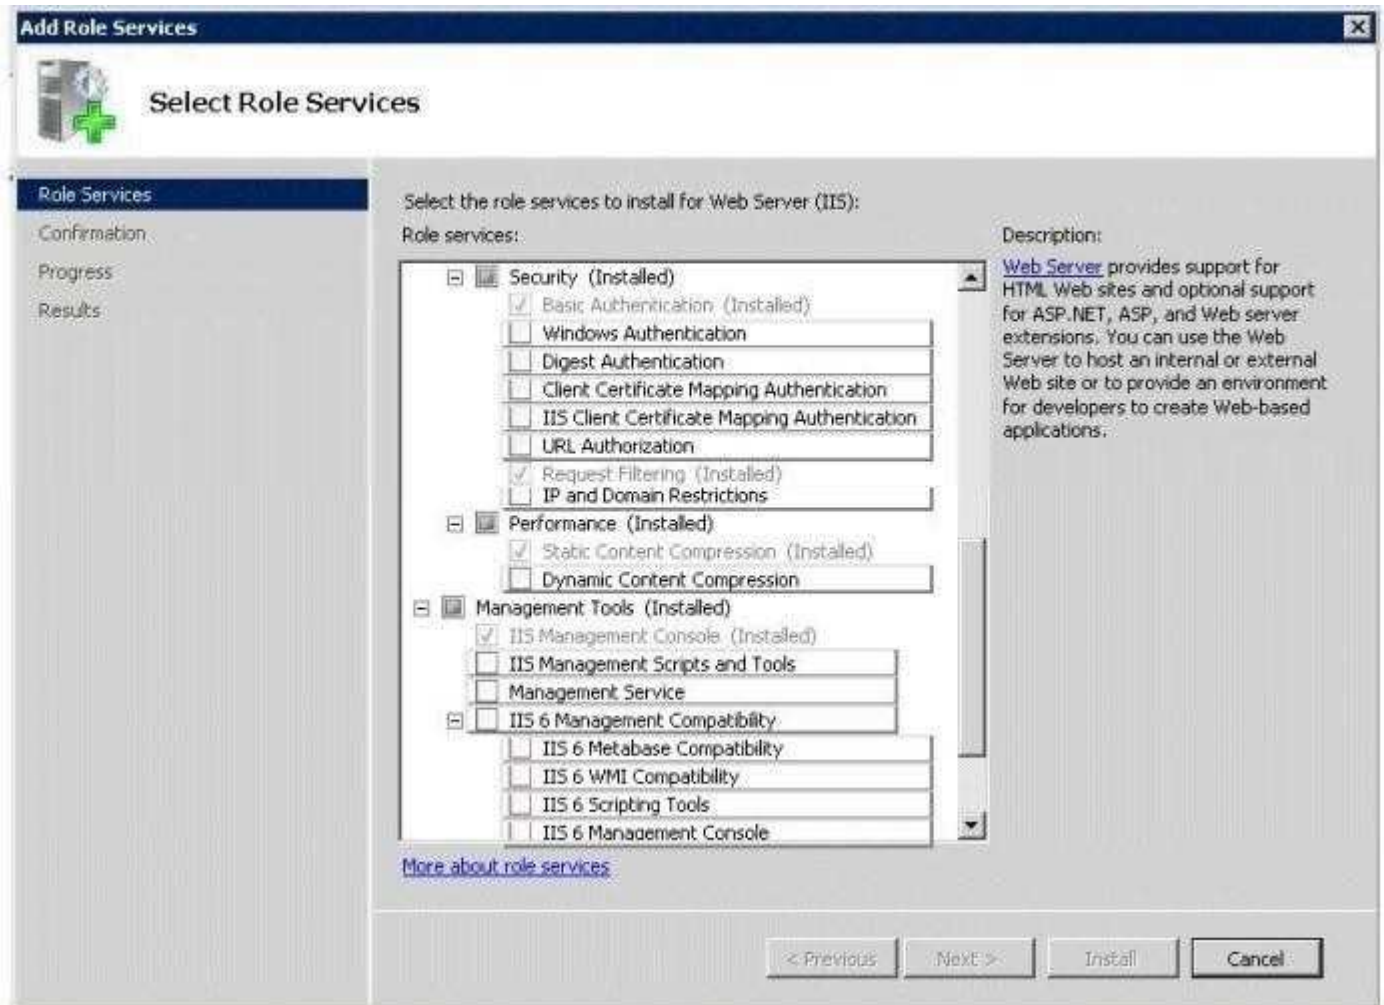 Add Role Services
Select Role Services
Role Services
Confirmation
Progress
Results
Select the role services to install for Web Server (IIS):
Role services:
Security (Installed)
Basic Authentication (Installed)
Windows Authentication
Digest Authentication
Client Certificate Mapping Authentication
IIS Client Certificate Mapping Authentication
URL Authorization
Request Filtering (Installed)
IP and Domain Restrictions
Performance (Installed)
Static Content Compression (Installed)
Dynamic Content Compression
Management Tools (Installed)
IIS Management Console (Installed)
IIS Management Scripts and Tools
Management Service
IIS 6 Management Compatibility
IIS 6 Metabase Compatibility
IIS 6 WMI Compatibility
IIS 6 Scripting Tools
IIS 6 Management Console
More about role services
Description:
Web Server provides support for
HTML Web sites and optional support
for ASP.NET, ASP, and Web server
extensions. You can use the Web
Server to host an internal or external
Web site or to provide an environment
for developers to create Web-based
applications.
< Previous
Next >
Install
Cancel